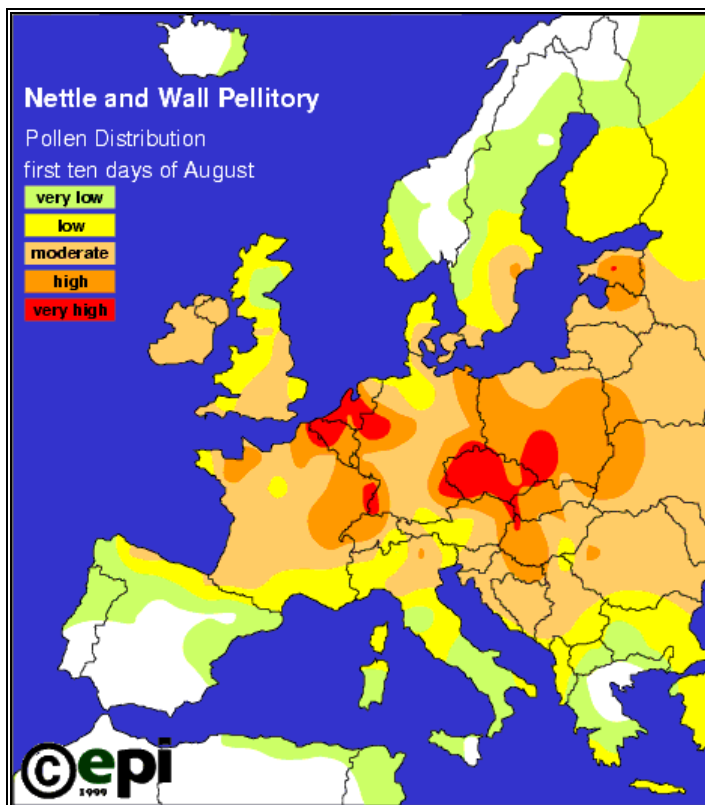 Nettle and Wall Pellitory
Pollen Distribution
first ten days of August
very low
low
moderate
high
very high
© epi
1999